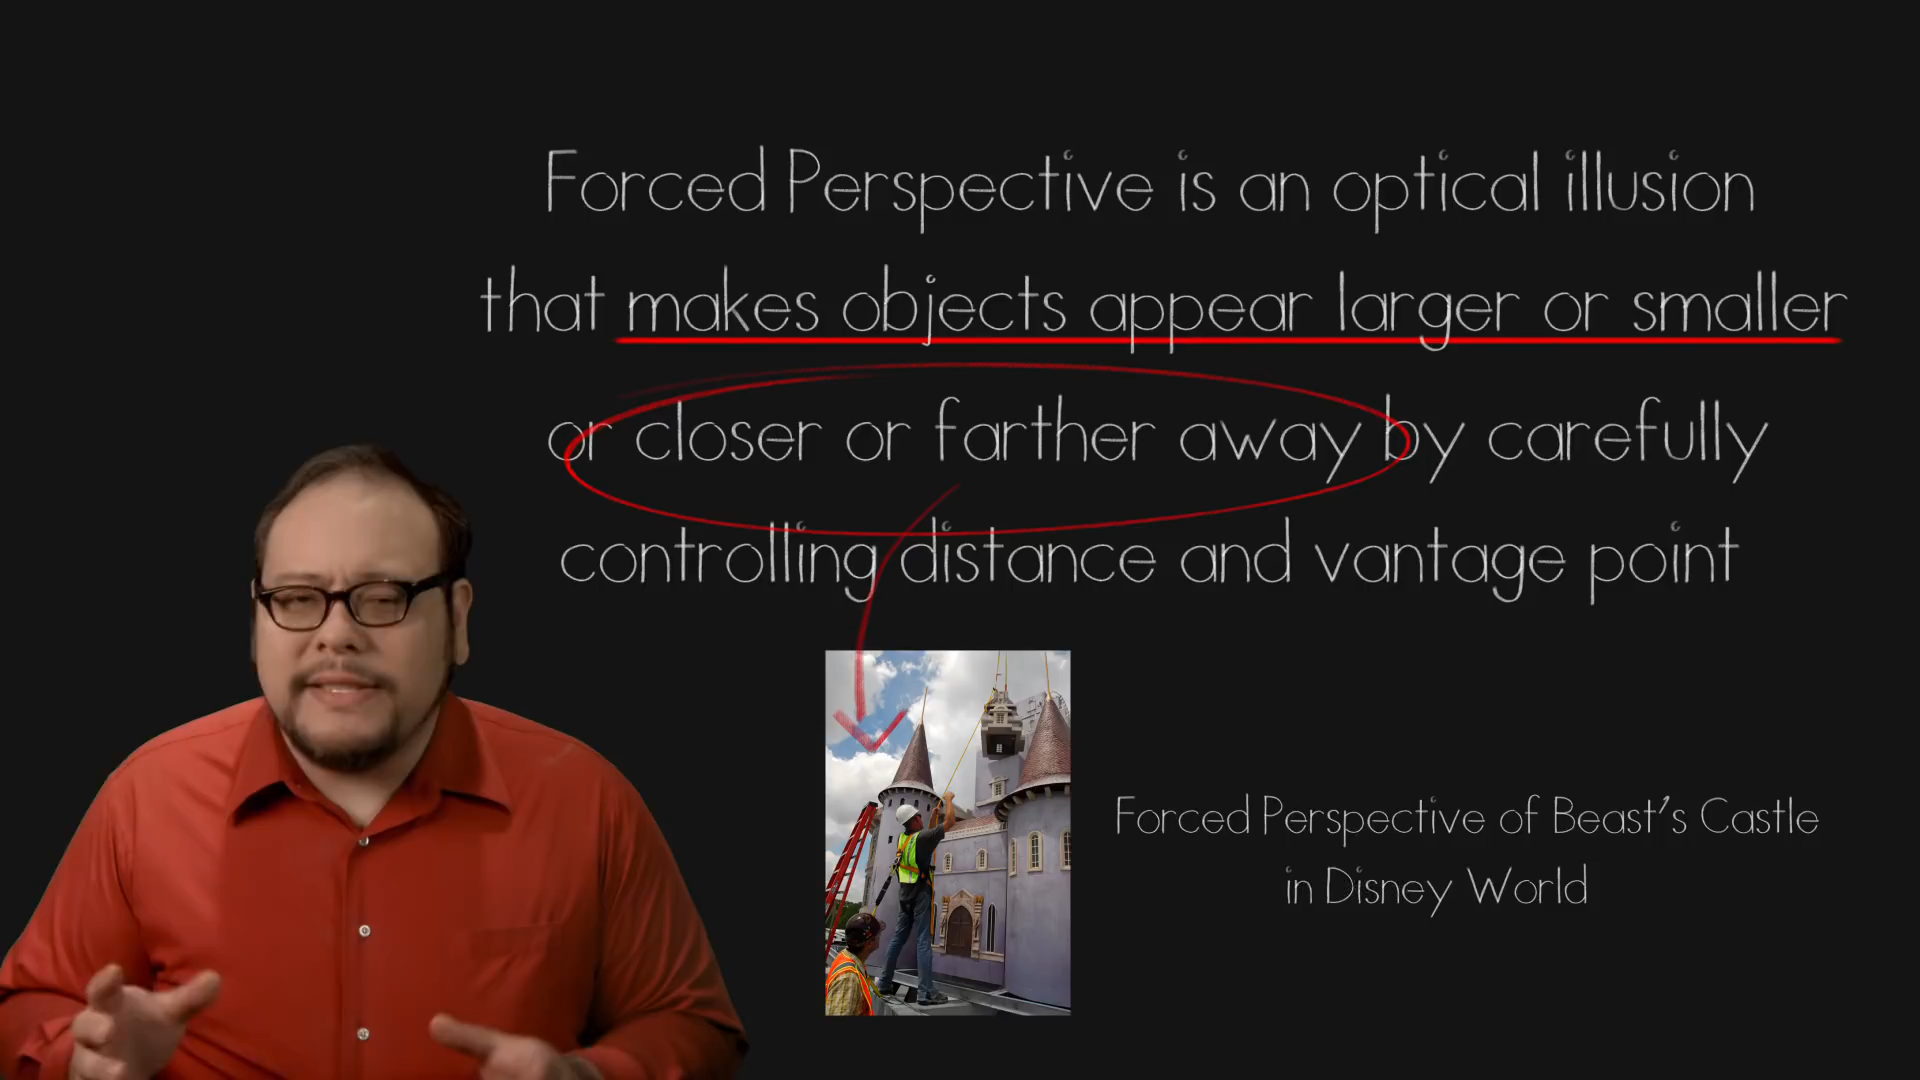 Forced Perspective is an optical illusion
that makes objects appear larger or smaller
or closer or farther away by carefully
controlling distance and vantage point
Forced Perspective of Beast's Castle
in Disney World